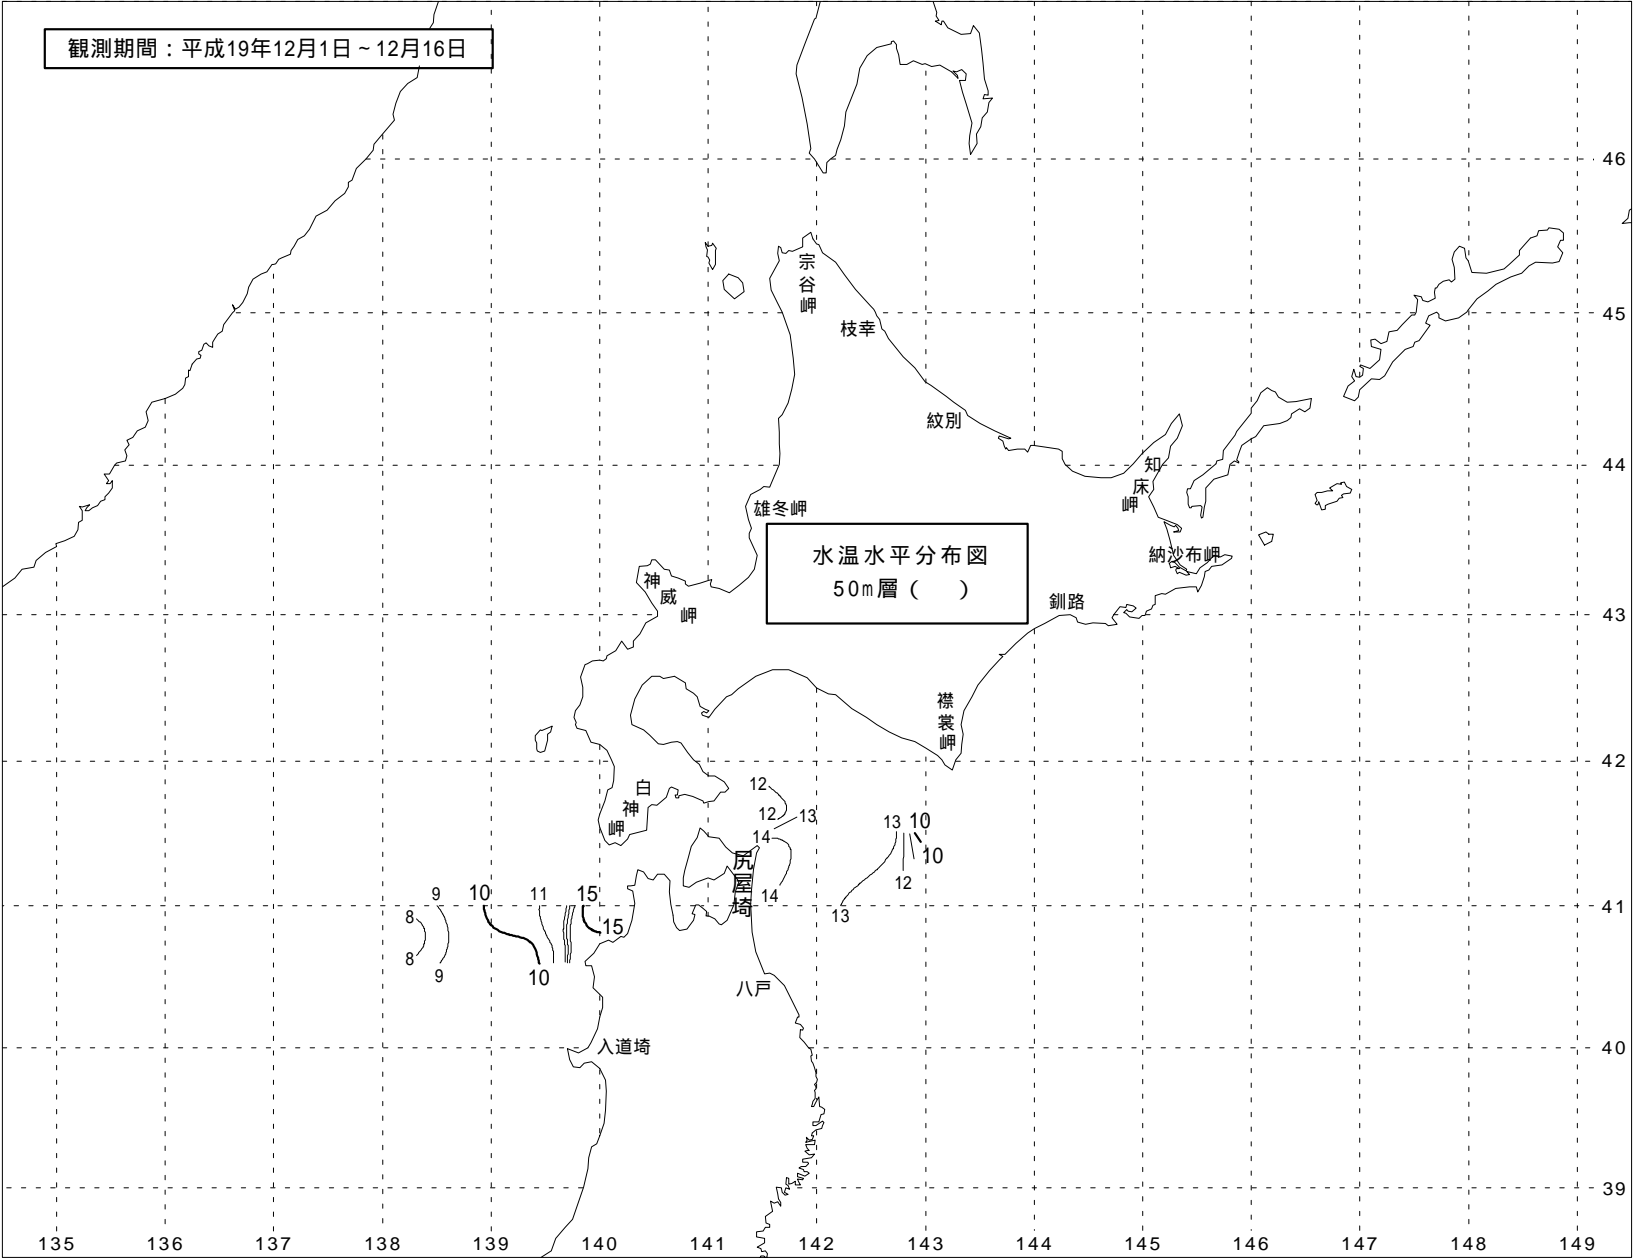 観測期間：平成19年12月1日～12月16日
46
宗谷岬
45
枝幸
紋別
44
知床岬
雄冬岬
水温水平分布図
50m層（　）
納沙布岬
神威岬
釧路
43
襟裳岬
42
白神岬
12
12
13
14
13
10
10
12
尻屋埼
14
13
9
10
11
15
8
15
41
8
9
10
八戸
入道埼
40
39
135 136 137 138 139 140 141 142 143 144 145 146 147 148 149